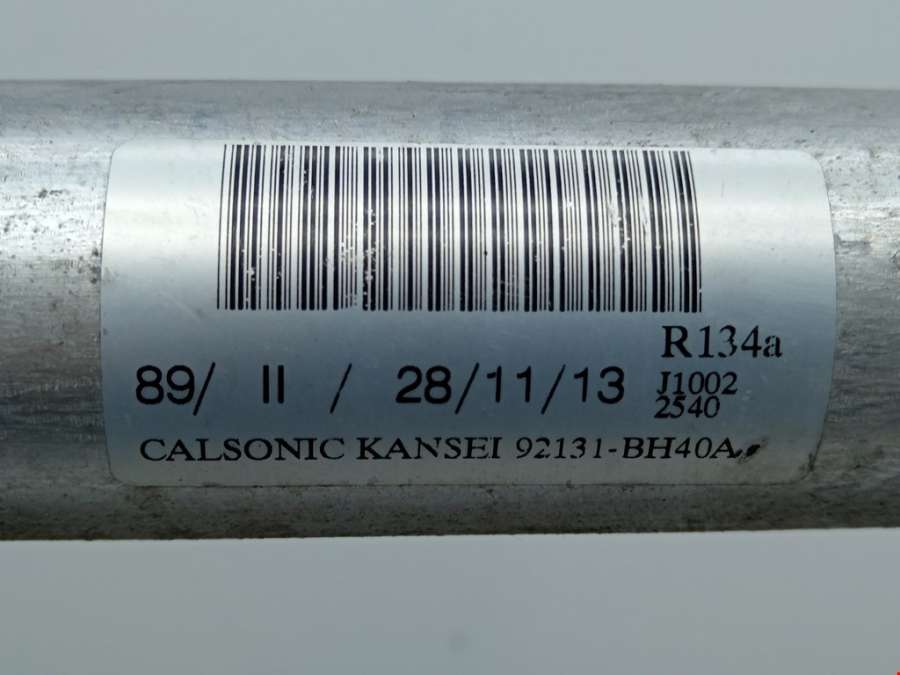 R134a
89/ II / 28/11/13 J1002
2540
CALSONIC KANSEI 92131-BH40A